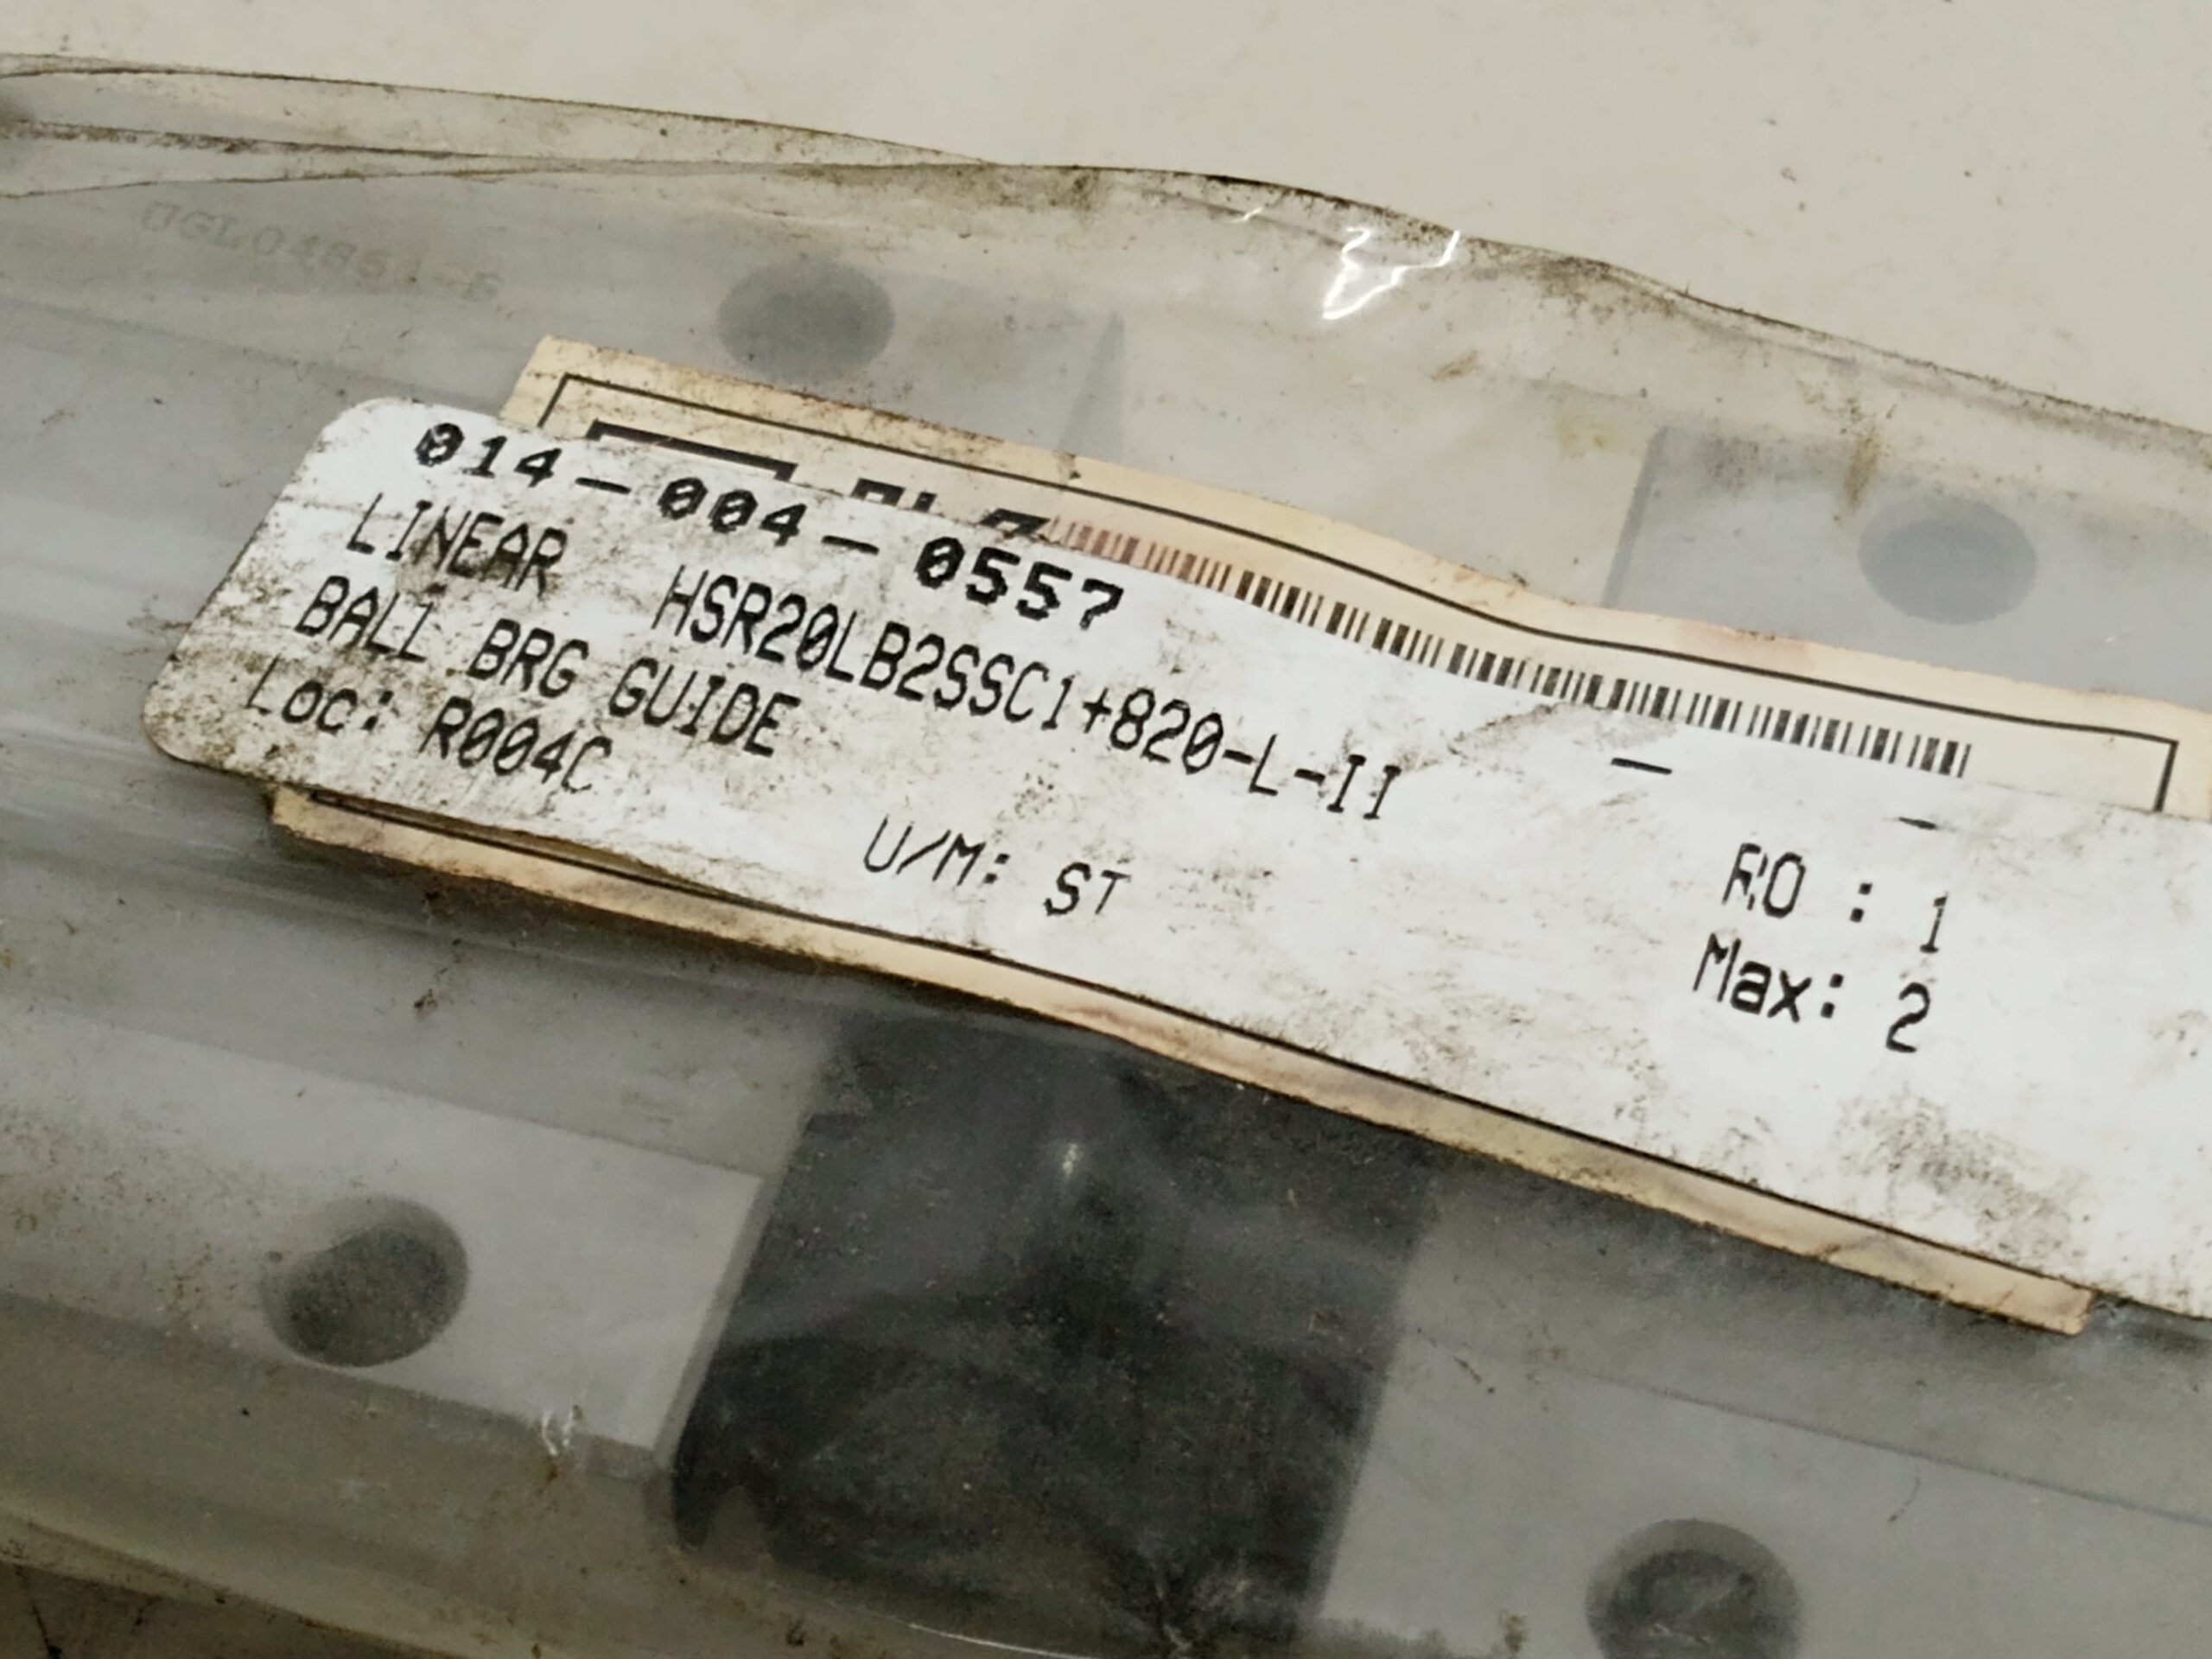 014-004-0557
LINEAR HSR20LB2SSC1+820-L-II
BALL BRG GUIDE
Loc: R004C
U/M: ST
RO : 1
Max: 2